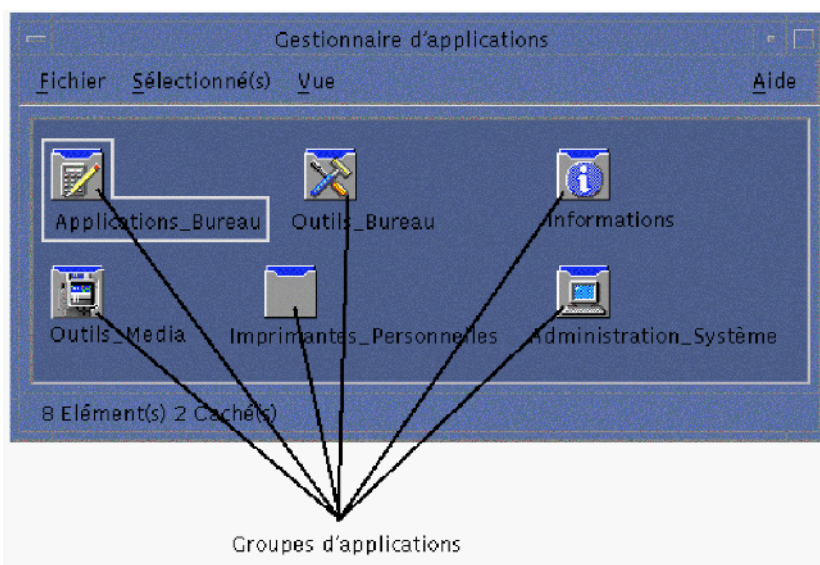 Gestionnaire d'applications
Fichier Sélectionné(s) Vue Aide
Applications_Bureau Outils_Bureau Informations
Outils_Media Imprimantes_Personnelles Administration_Système
8 Elément(s) 2 Caché(s)
Groupes d'applications